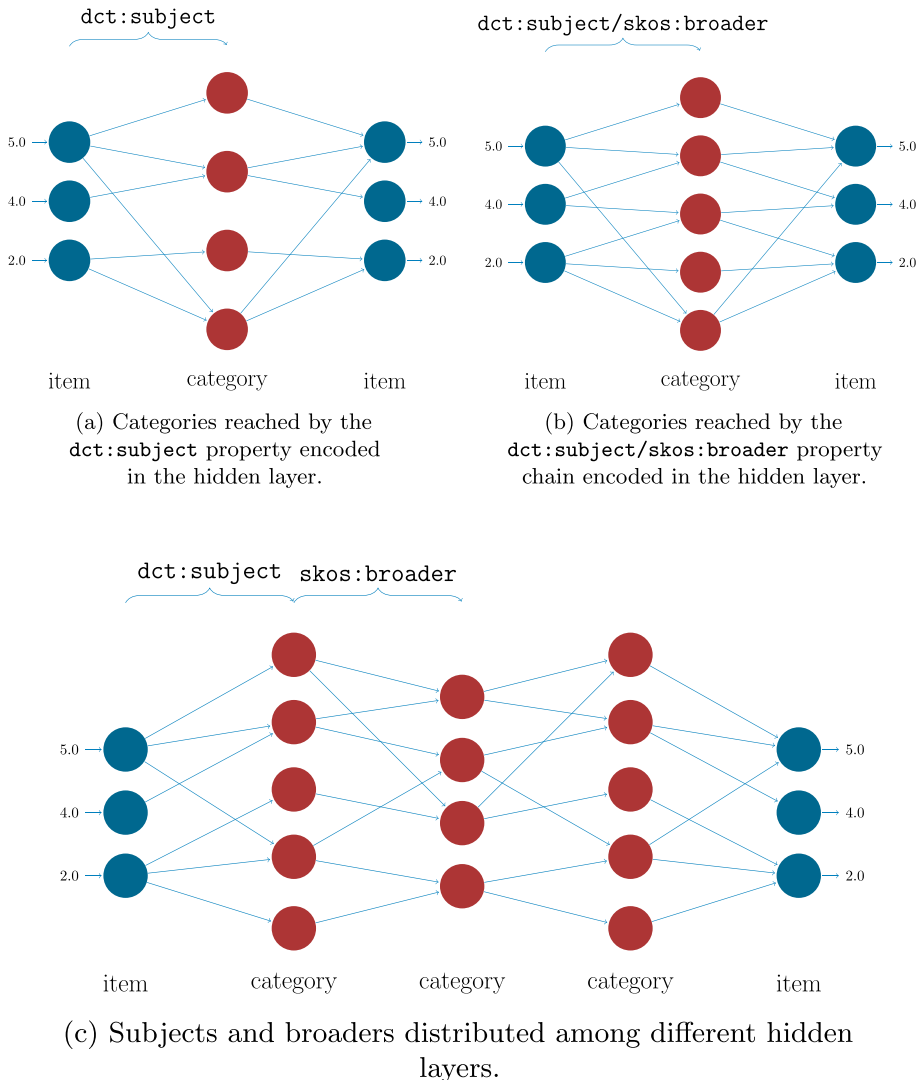 dct:subject
5.0
4.0
2.0
5.0
4.0
2.0
item
category
item
(a) Categories reached by the
dct:subject property encoded
in the hidden layer.
dct:subject/skos:broader
5.0
4.0
2.0
5.0
4.0
2.0
item
category
item
(b) Categories reached by the
dct:subject/skos:broader property
chain encoded in the hidden layer.
dct:subject
skos:broader
5.0
4.0
2.0
5.0
4.0
2.0
item
category
category
category
item
(c) Subjects and broaders distributed among different hidden
layers.